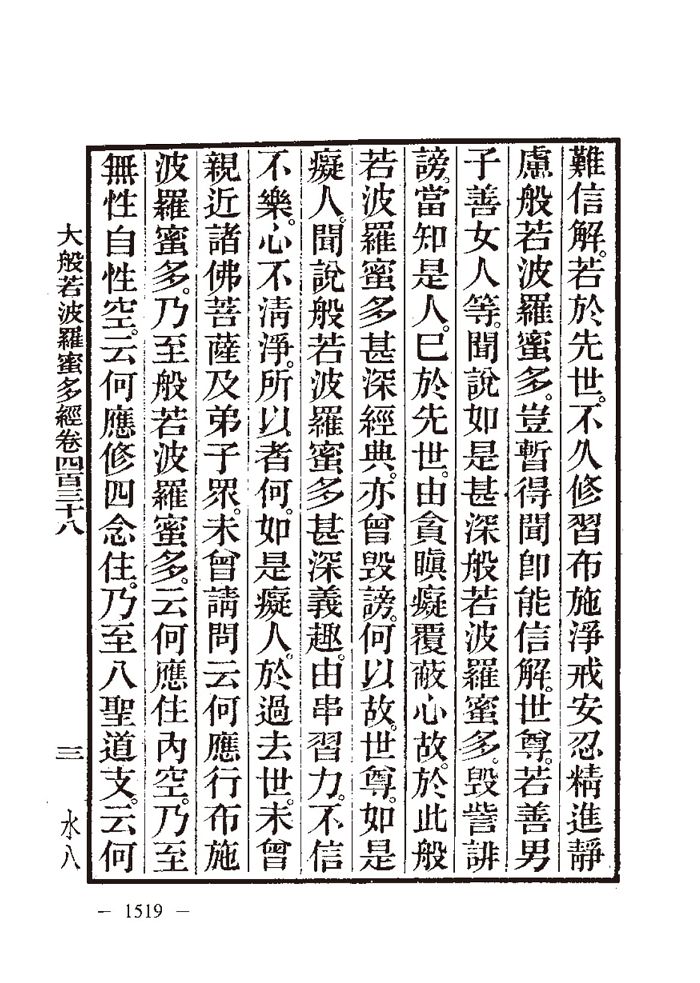 難信解。若於先世。不久修習布施淨戒安忍精進靜
慮般若波羅蜜多。豈暫得聞卽能信解。世尊。若善男
子善女人等。聞說如是甚深般若波羅蜜多。毀訾誹
謗。當知是人。已於先世。由貪瞋癡覆蔽心故。於此般
若波羅蜜多甚深經典。亦曾毀謗。何以故。世尊。如是
癡人。聞說般若波羅蜜多甚深義趣。由串習力。不信
不樂。心不清淨。所以者何。如是癡人。於過去世。未曾
親近諸佛菩薩及弟子眾。未曾請問云何應行布施
波羅蜜多。乃至般若波羅蜜多。云何應住內空。乃至
無性自性空。云何應修四念住。乃至八聖道支。云何
大般若波羅蜜多經卷四百三十八 三 水八
— 1519 —